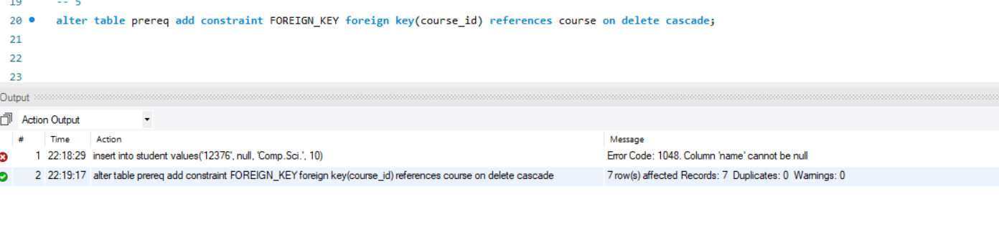 19 -- 5
20 alter table prereq add constraint FOREIGN_KEY foreign key(course_id) references course on delete cascade;
21
22
23
Output
Action Output
# Time Action Message
1 22:18:29 insert into student values('12376', null, 'Comp.Sci.', 10) Error Code: 1048. Column 'name' cannot be null
2 22:19:17 alter table prereq add constraint FOREIGN_KEY foreign key(course_id) references course on delete cascade 7 row(s) affected Records: 7 Duplicates: 0 Warnings: 0